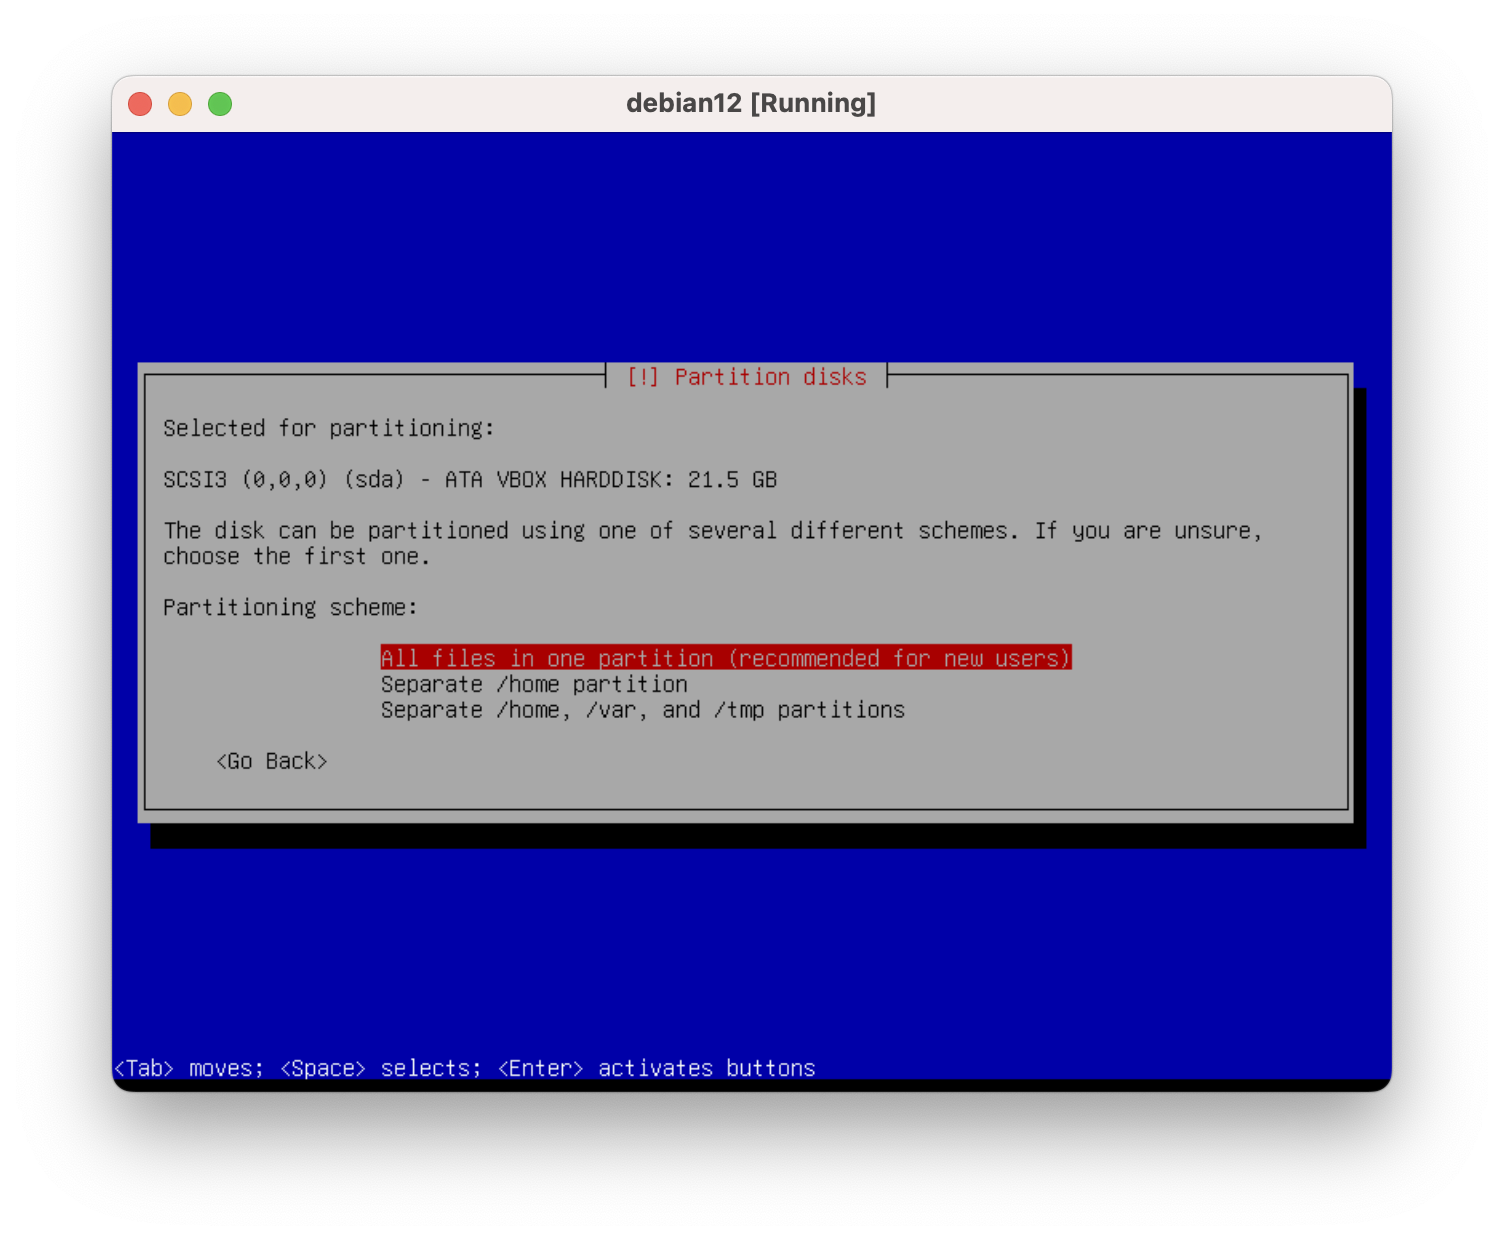 debian12 [Running]
[!] Partition disks
Selected for partitioning:
SCSI3 (0,0,0) (sda) - ATA VBOX HARDDISK: 21.5 GB
The disk can be partitioned using one of several different schemes. If you are unsure,
choose the first one.
Partitioning scheme:
All files in one partition (recommended for new users)
Separate /home partition
Separate /home, /var, and /tmp partitions
<Go Back>
<Tab> moves; <Space> selects; <Enter> activates buttons